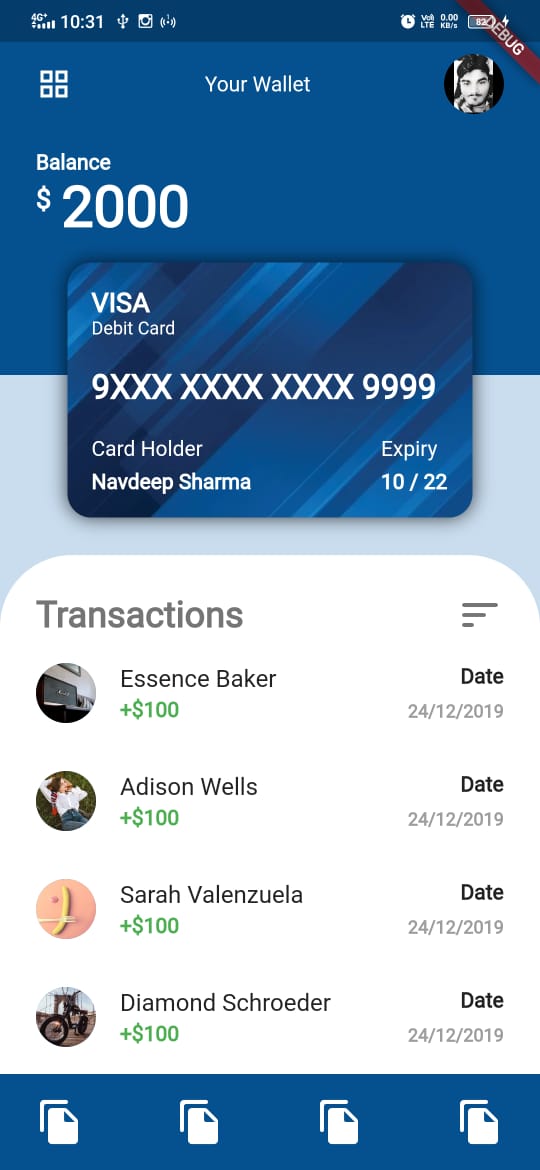 4G+ 10:31 VoII LTE 0.00 KB/s 82
DEBUG
Your Wallet
Balance
$ 2000
VISA
Debit Card
9XXX XXXX XXXX 9999
Card Holder Expiry
Navdeep Sharma 10 / 22
Transactions
Essence Baker Date
+$100 24/12/2019
Adison Wells Date
+$100 24/12/2019
Sarah Valenzuela Date
+$100 24/12/2019
Diamond Schroeder Date
+$100 24/12/2019